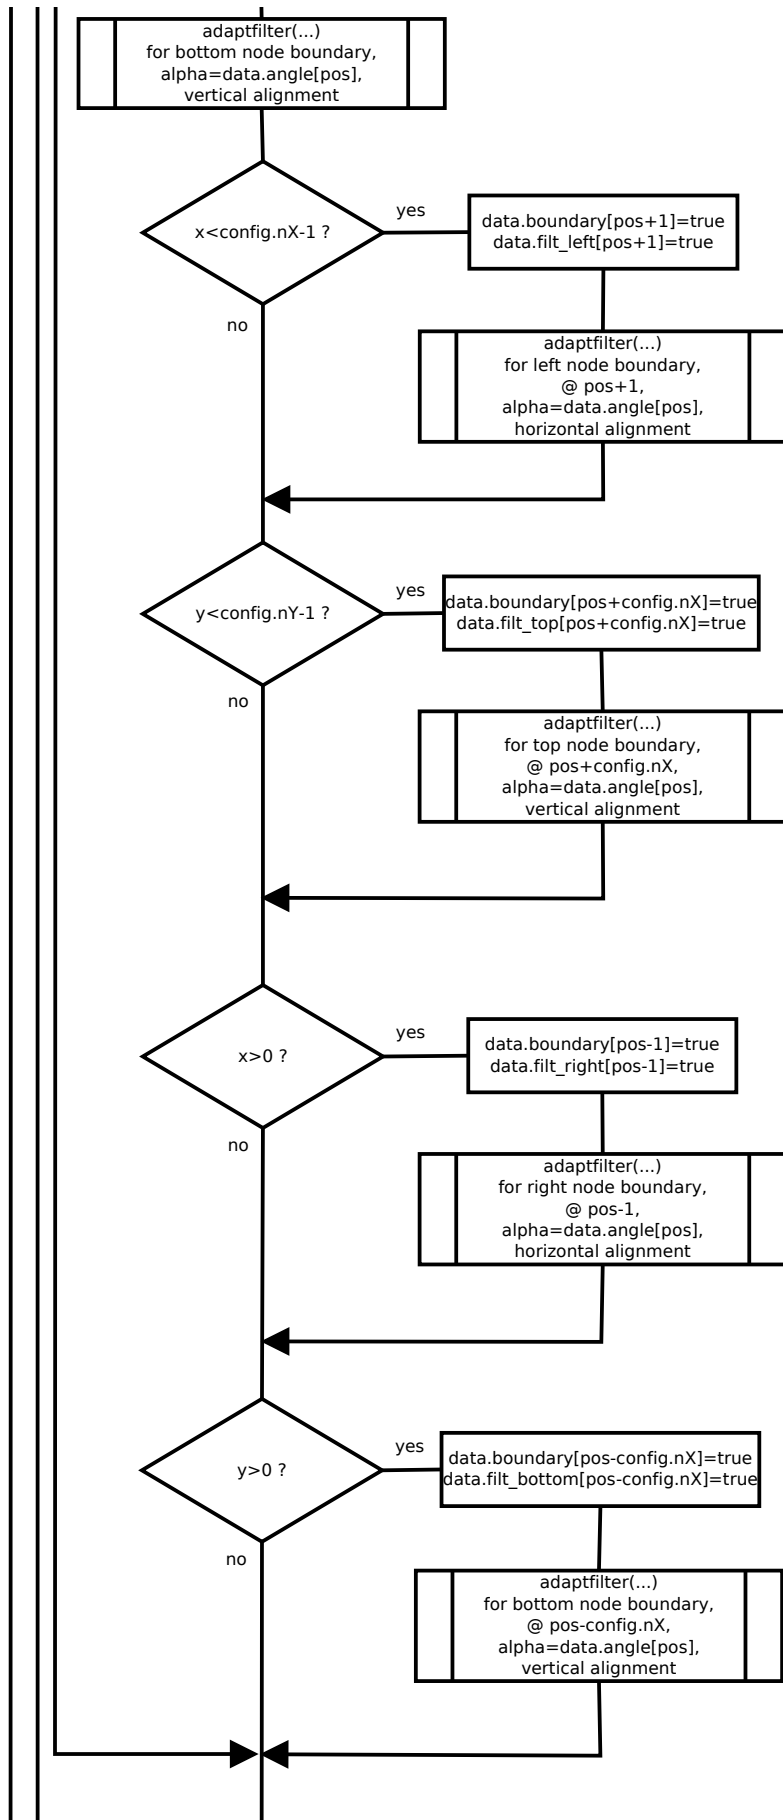 adaptfilter(...)
for bottom node boundary,
alpha=data.angle[pos],
vertical alignment
x<config.nX-1 ?
yes
data.boundary[pos+1]=true
data.filt_left[pos+1]=true
no
adaptfilter(...)
for left node boundary,
@ pos+1,
alpha=data.angle[pos],
horizontal alignment
y<config.nY-1 ?
yes
data.boundary[pos+config.nX]=true
data.filt_top[pos+config.nX]=true
no
adaptfilter(...)
for top node boundary,
@ pos+config.nX,
alpha=data.angle[pos],
vertical alignment
x>0 ?
yes
data.boundary[pos-1]=true
data.filt_right[pos-1]=true
no
adaptfilter(...)
for right node boundary,
@ pos-1,
alpha=data.angle[pos],
horizontal alignment
y>0 ?
yes
data.boundary[pos-config.nX]=true
data.filt_bottom[pos-config.nX]=true
no
adaptfilter(...)
for bottom node boundary,
@ pos-config.nX,
alpha=data.angle[pos],
vertical alignment